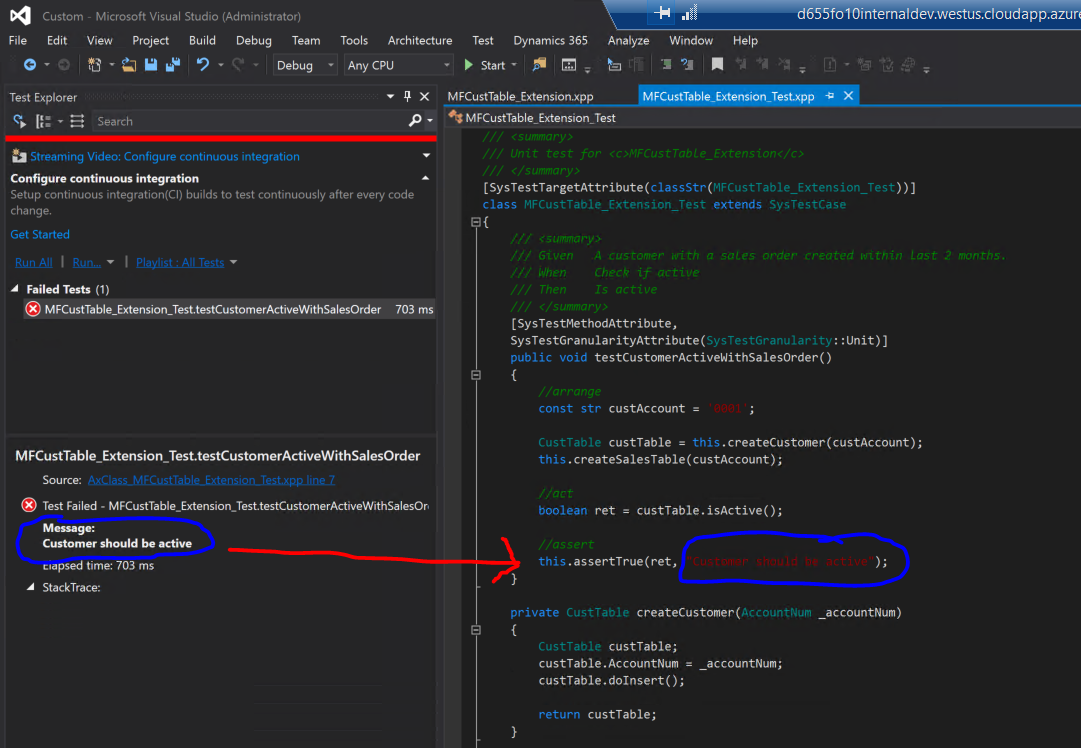 Custom - Microsoft Visual Studio (Administrator)
d655fo10internaldev.westus.cloudapp.azure
File Edit View Project Build Debug Team Tools Architecture Test Dynamics 365 Analyze Window Help
Debug Any CPU Start
Test Explorer
Search
Streaming Video: Configure continuous integration
Configure continuous integration
Setup continuous integration(CI) builds to test continuously after every code
change.
Get Started
Run All | Run... | Playlist : All Tests
Failed Tests (1)
MFCustTable_Extension_Test.testCustomerActiveWithSalesOrder 703 ms
MFCustTable_Extension_Test.testCustomerActiveWithSalesOrder
Source: AxClass_MFCustTable_Extension_Test.xpp line 7
Test Failed - MFCustTable_Extension_Test.testCustomerActiveWithSalesOr
Message:
Customer should be active
Elapsed time: 703 ms
StackTrace:
MFCustTable_Extension.xpp MFCustTable_Extension_Test.xpp
MFCustTable_Extension_Test
/// <summary>
/// Unit test for <c>MFCustTable_Extension</c>
/// </summary>
[SysTestTargetAttribute(classStr(MFCustTable_Extension_Test))]
class MFCustTable_Extension_Test extends SysTestCase
{
/// <summary>
/// Given A customer with a sales order created within last 2 months.
/// When Check if active
/// Then Is active
/// </summary>
[SysTestMethodAttribute,
SysTestGranularityAttribute(SysTestGranularity::Unit)]
public void testCustomerActiveWithSalesOrder()
{
//arrange
const str custAccount = '0001';
CustTable custTable = this.createCustomer(custAccount);
this.createSalesTable(custAccount);
//act
boolean ret = custTable.isActive();
//assert
this.assertTrue(ret, "Customer should be active");
}
private CustTable createCustomer(AccountNum _accountNum)
{
CustTable custTable;
custTable.AccountNum = _accountNum;
custTable.doInsert();
return custTable;
}